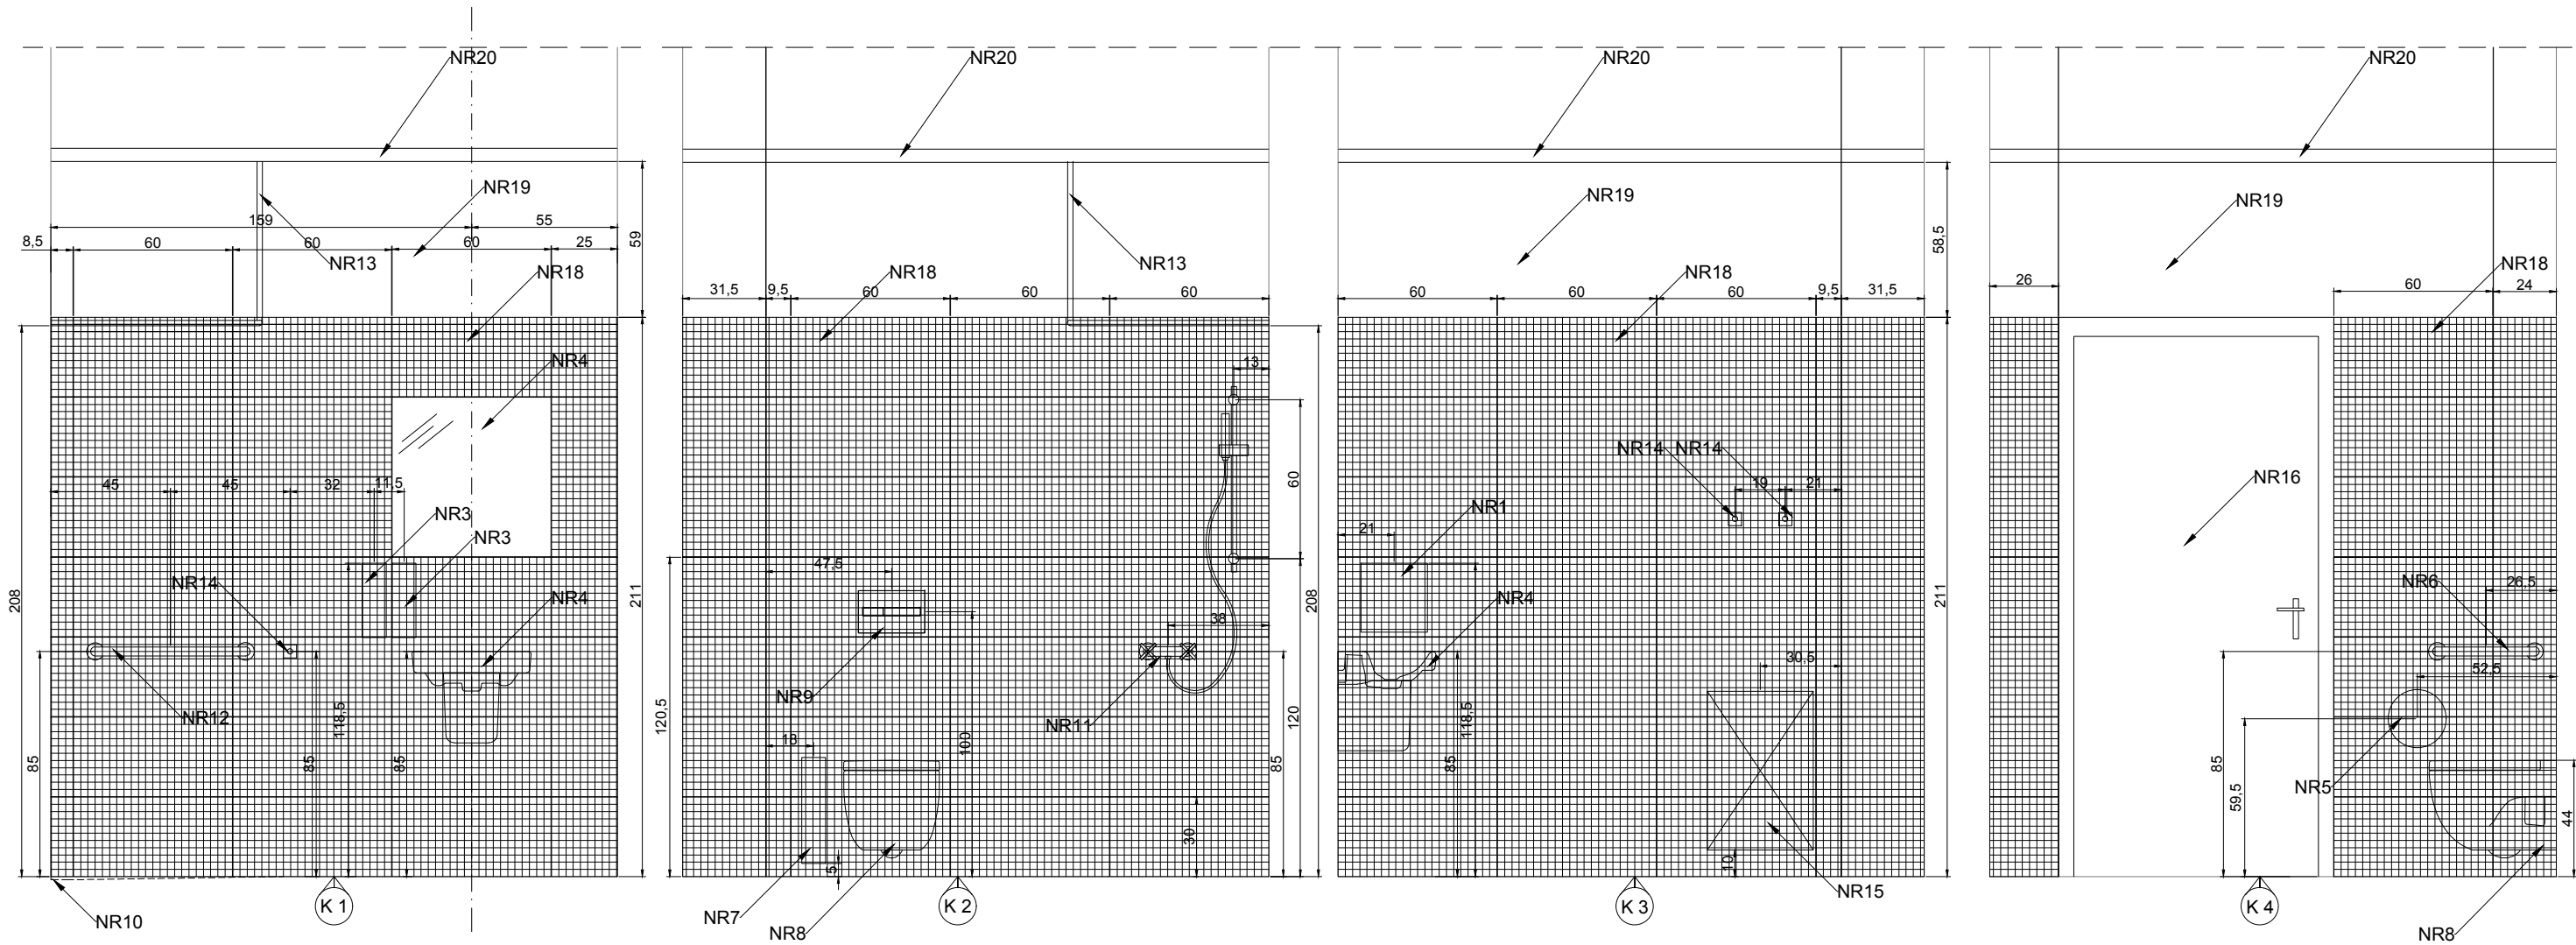 NR20
NR19
159
55
8,5
60
60
60
25
59
NR13
NR18
NR4
45
45
32
11,5
NR3
NR3
NR14
NR4
NR12
208
211
85
118,5
85
85
NR10
K 1
NR20
NR13
NR18
31,5
9,5
60
60
60
13
60
47,5
38
NR9
NR11
208
120,5
18
100
120
85
30
5
NR7
NR8
K 2
NR20
NR19
58,5
NR18
60
60
60
9,5
31,5
NR14
NR14
19
21
NR1
21
NR4
30,5
211
118,5
85
10
NR15
K 3
NR20
NR19
NR18
26
60
24
NR16
NR6
26,5
52,5
NR5
85
59,5
44
K 4
NR8